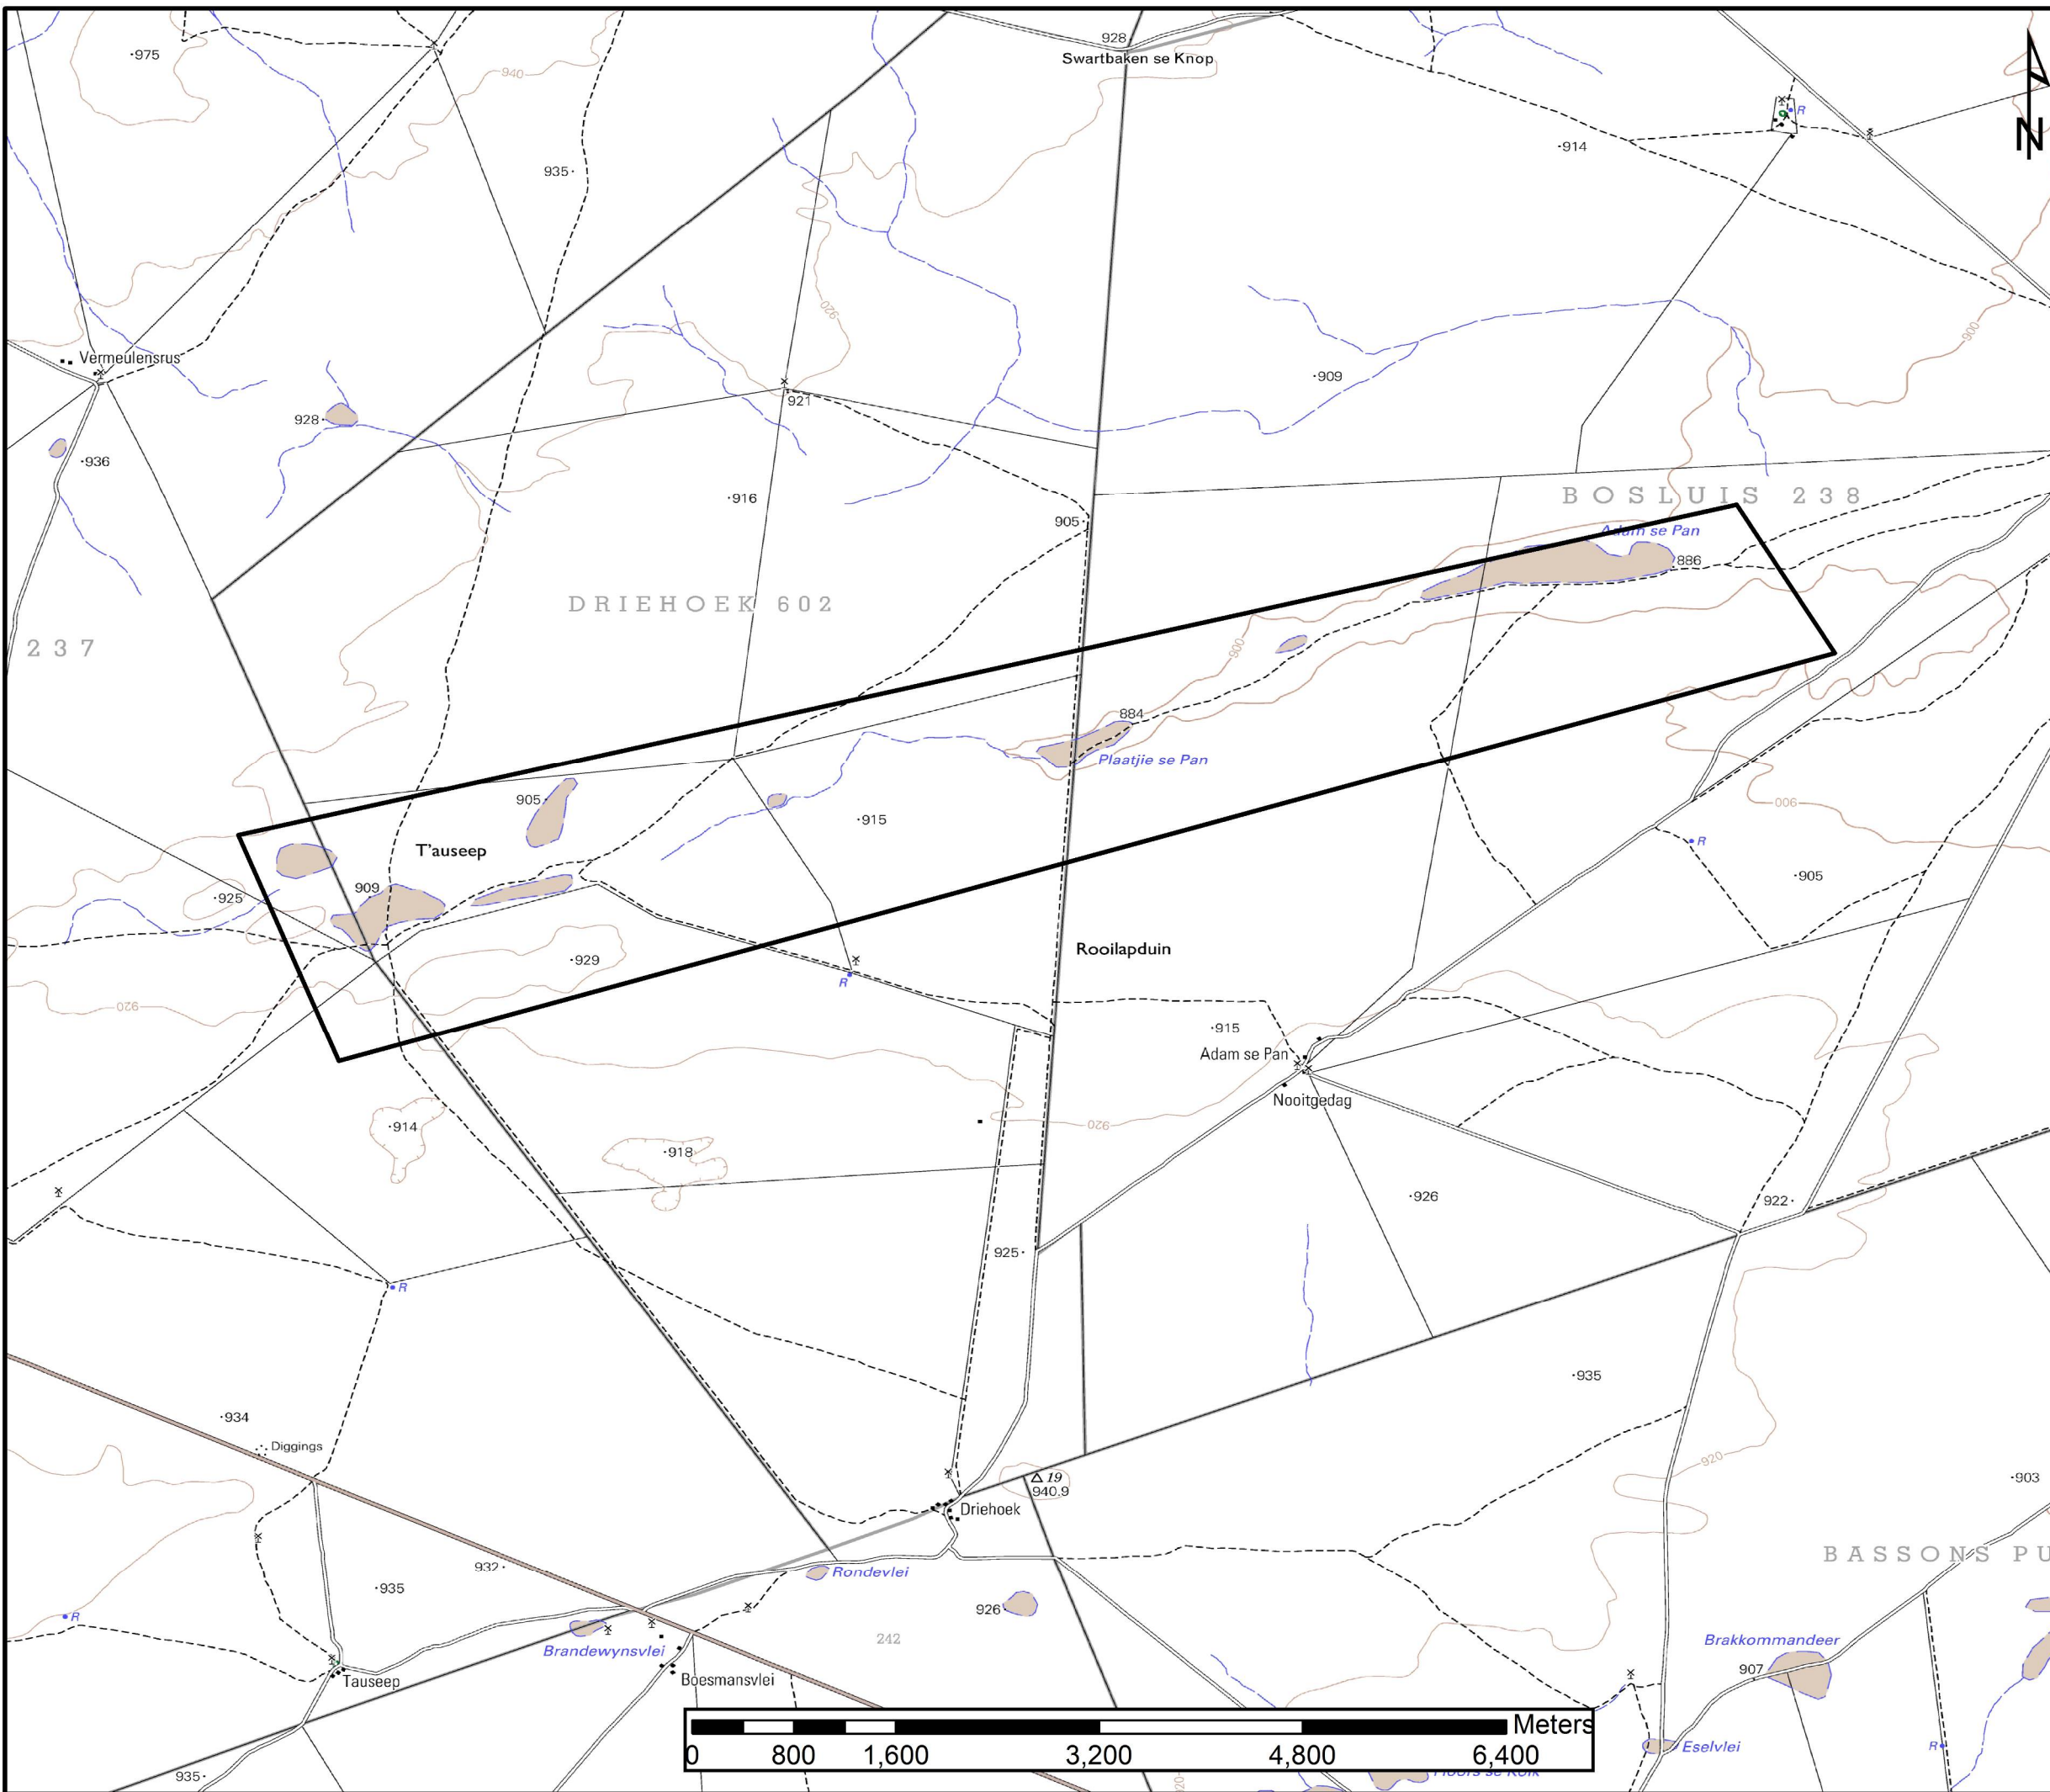 928
Swartbaken se Knop
975
940
R
914
N
935
920
900
Vermeulensrus
909
921
928
936
916
BOSLUIS 238
905
Adam se Pan
886
DRIEHOEK 602
237
900
884
Plaatjie se Pan
905
900
915
R
T'auseep
905
909
925
Rooilapduin
929
R
920
915
Adam se Pan
Nooitgedag
920
914
918
926
922
925
R
935
934
Diggings
920
19
940.9
903
Driehoek
BASSONS PU
932
935
Rondevlei
R
926
242
Brandewynsvlei
Brakkommandeer
907
Boesmansvlei
Tauseep
Meters
R
Eselvlei
0 800 1,600 3,200 4,800 6,400
935
920